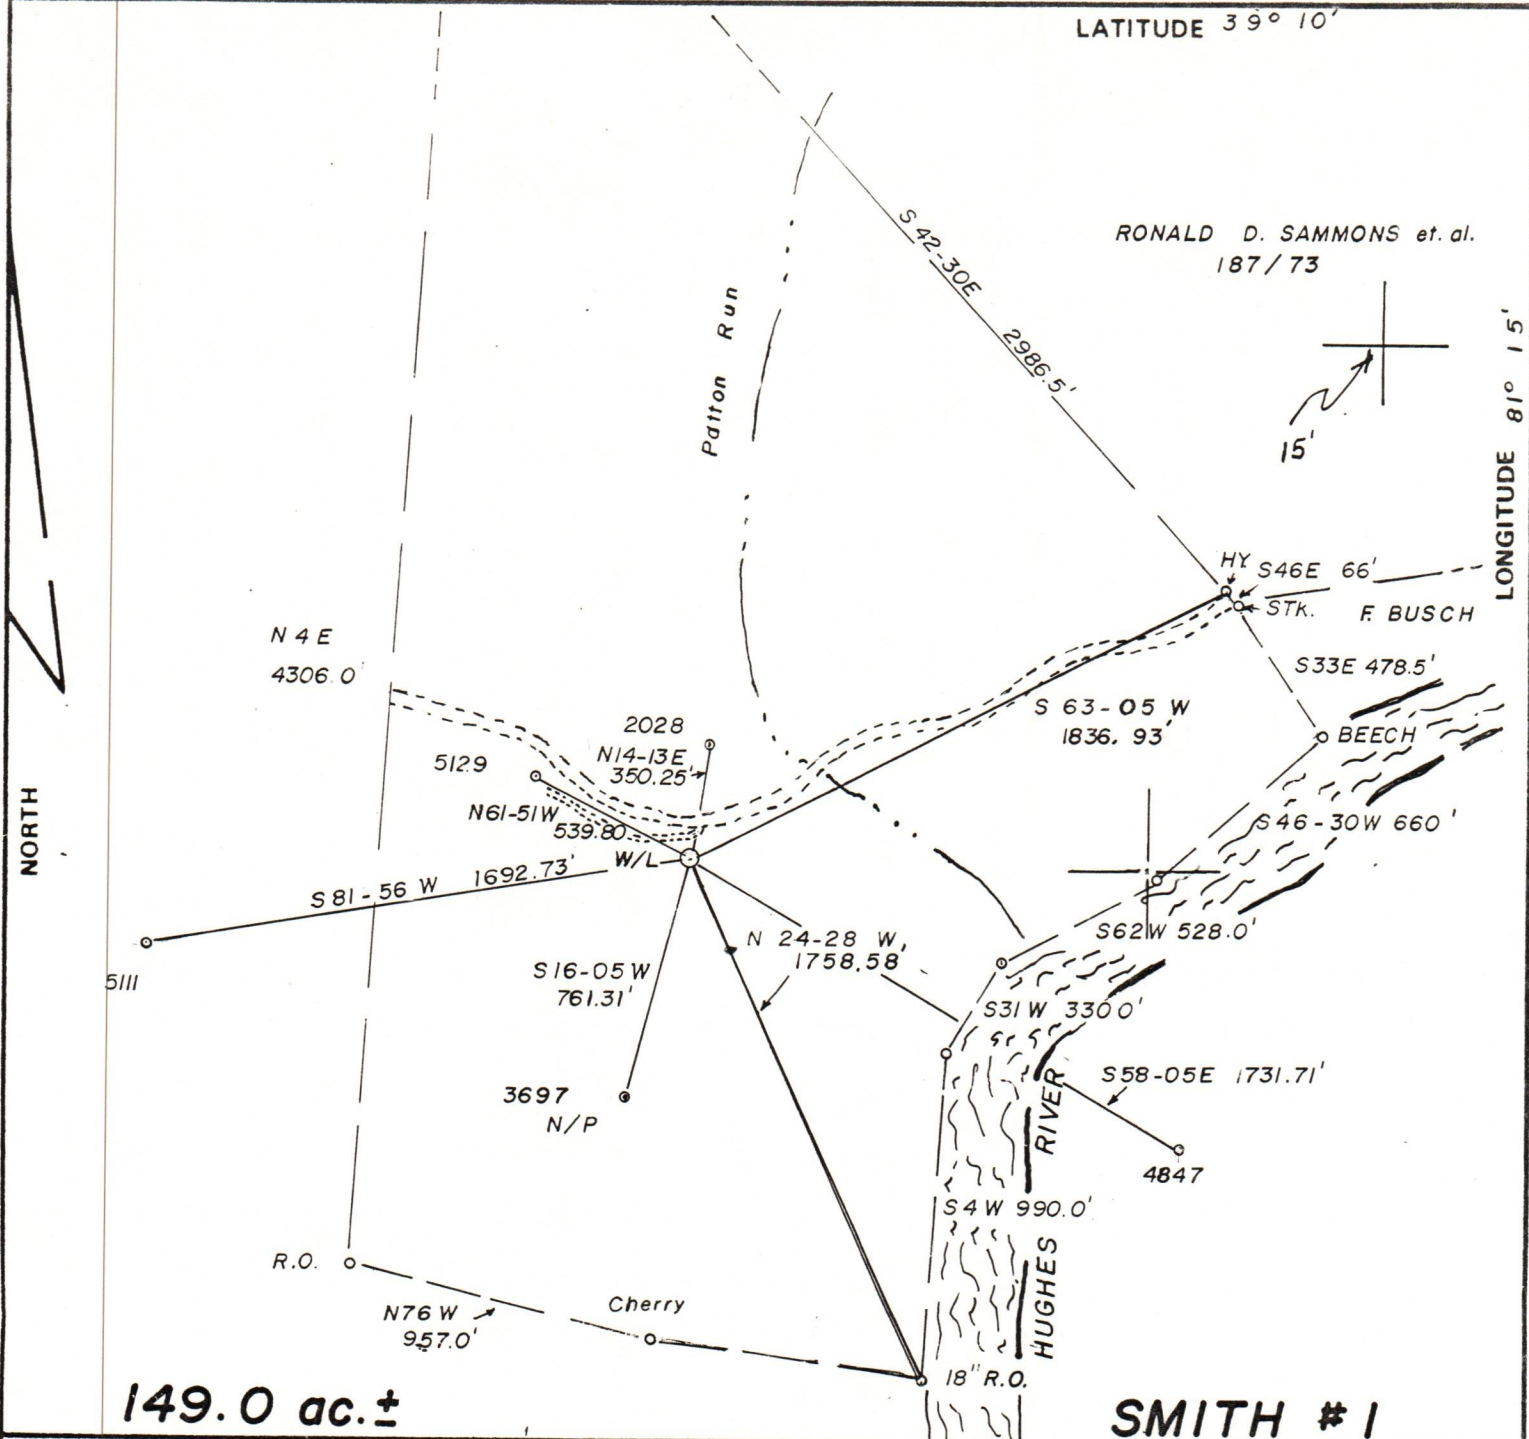 LATITUDE 39° 10'
S 42-30E 2986.5'
RONALD D. SAMMONS et. al.
187/73
15'
LONGITUDE 81° 15'
Patton Run
HY
S46E 66'
STK.
F. BUSCH
S33E 478.5'
BEECH
N 4 E
4306.0'
2028
N14-13E
350.25'
5129
N61-51W
539.80
W/L
S 63-05 W
1836.93'
S 46-30W 660'
NORTH
S 81-56 W 1692.73'
5111
N 24-28 W,
1758.58'
S62W 528.0'
S16-05W
761.31'
S31W 330.0'
3697
N/P
S58-05E 1731.71'
4847
S4W 990.0'
HUGHES RIVER
R.O.
N76W
957.0'
Cherry
18" R.O.
149.0 ac.±
SMITH #1